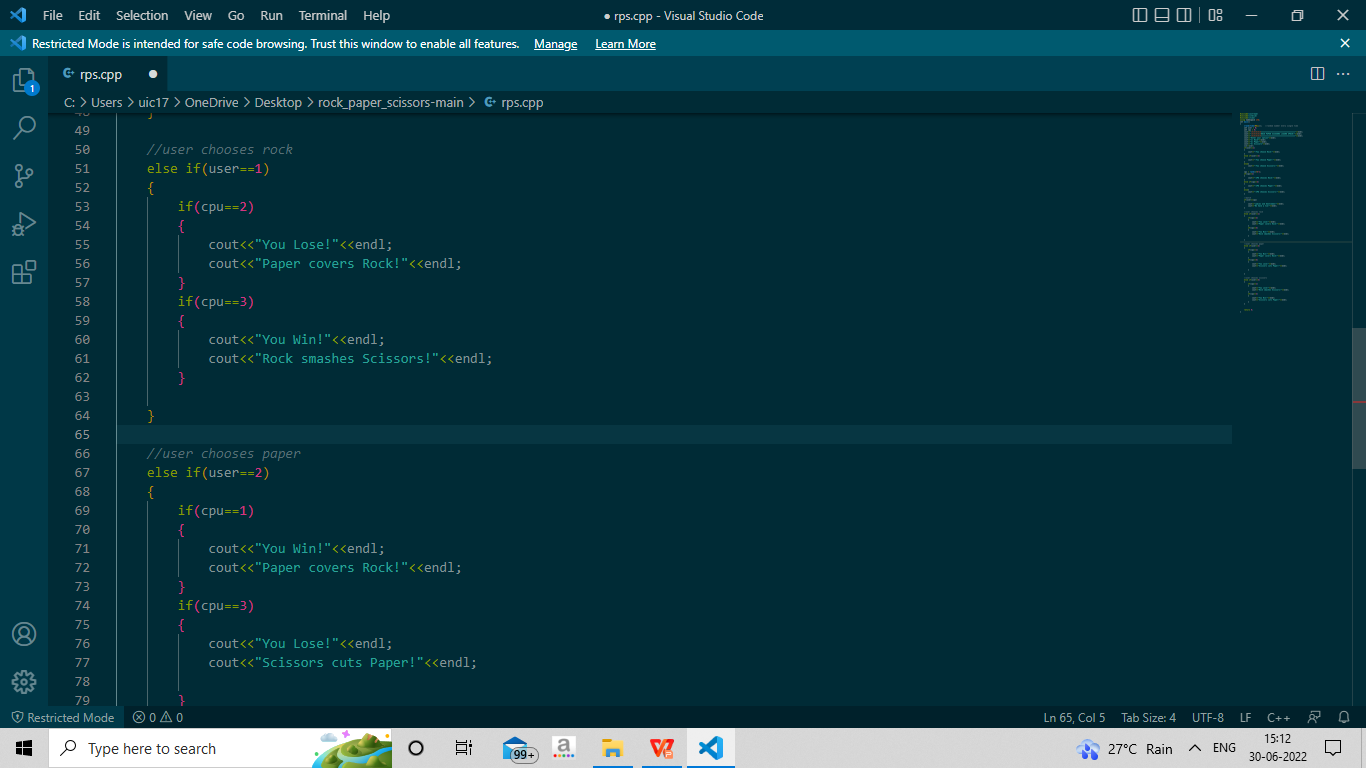 File Edit Selection View Go Run Terminal Help ● rps.cpp - Visual Studio Code
Restricted Mode is intended for safe code browsing. Trust this window to enable all features. Manage Learn More
rps.cpp
1
C: > Users > uic17 > OneDrive > Desktop > rock_paper_scissors-main > rps.cpp
48 }
49
50 //user chooses rock
51 else if(user==1)
52 {
53 if(cpu==2)
54 {
55 cout<<"You Lose!"<<endl;
56 cout<<"Paper covers Rock!"<<endl;
57 }
58 if(cpu==3)
59 {
60 cout<<"You Win!"<<endl;
61 cout<<"Rock smashes Scissors!"<<endl;
62 }
63
64 }
65
66 //user chooses paper
67 else if(user==2)
68 {
69 if(cpu==1)
70 {
71 cout<<"You Win!"<<endl;
72 cout<<"Paper covers Rock!"<<endl;
73 }
74 if(cpu==3)
75 {
76 cout<<"You Lose!"<<endl;
77 cout<<"Scissors cuts Paper!"<<endl;
78
79 }
Restricted Mode 0 0 Ln 65, Col 5 Tab Size: 4 UTF-8 LF C++
Type here to search 99+ a 27°C Rain ENG 15:12
30-06-2022